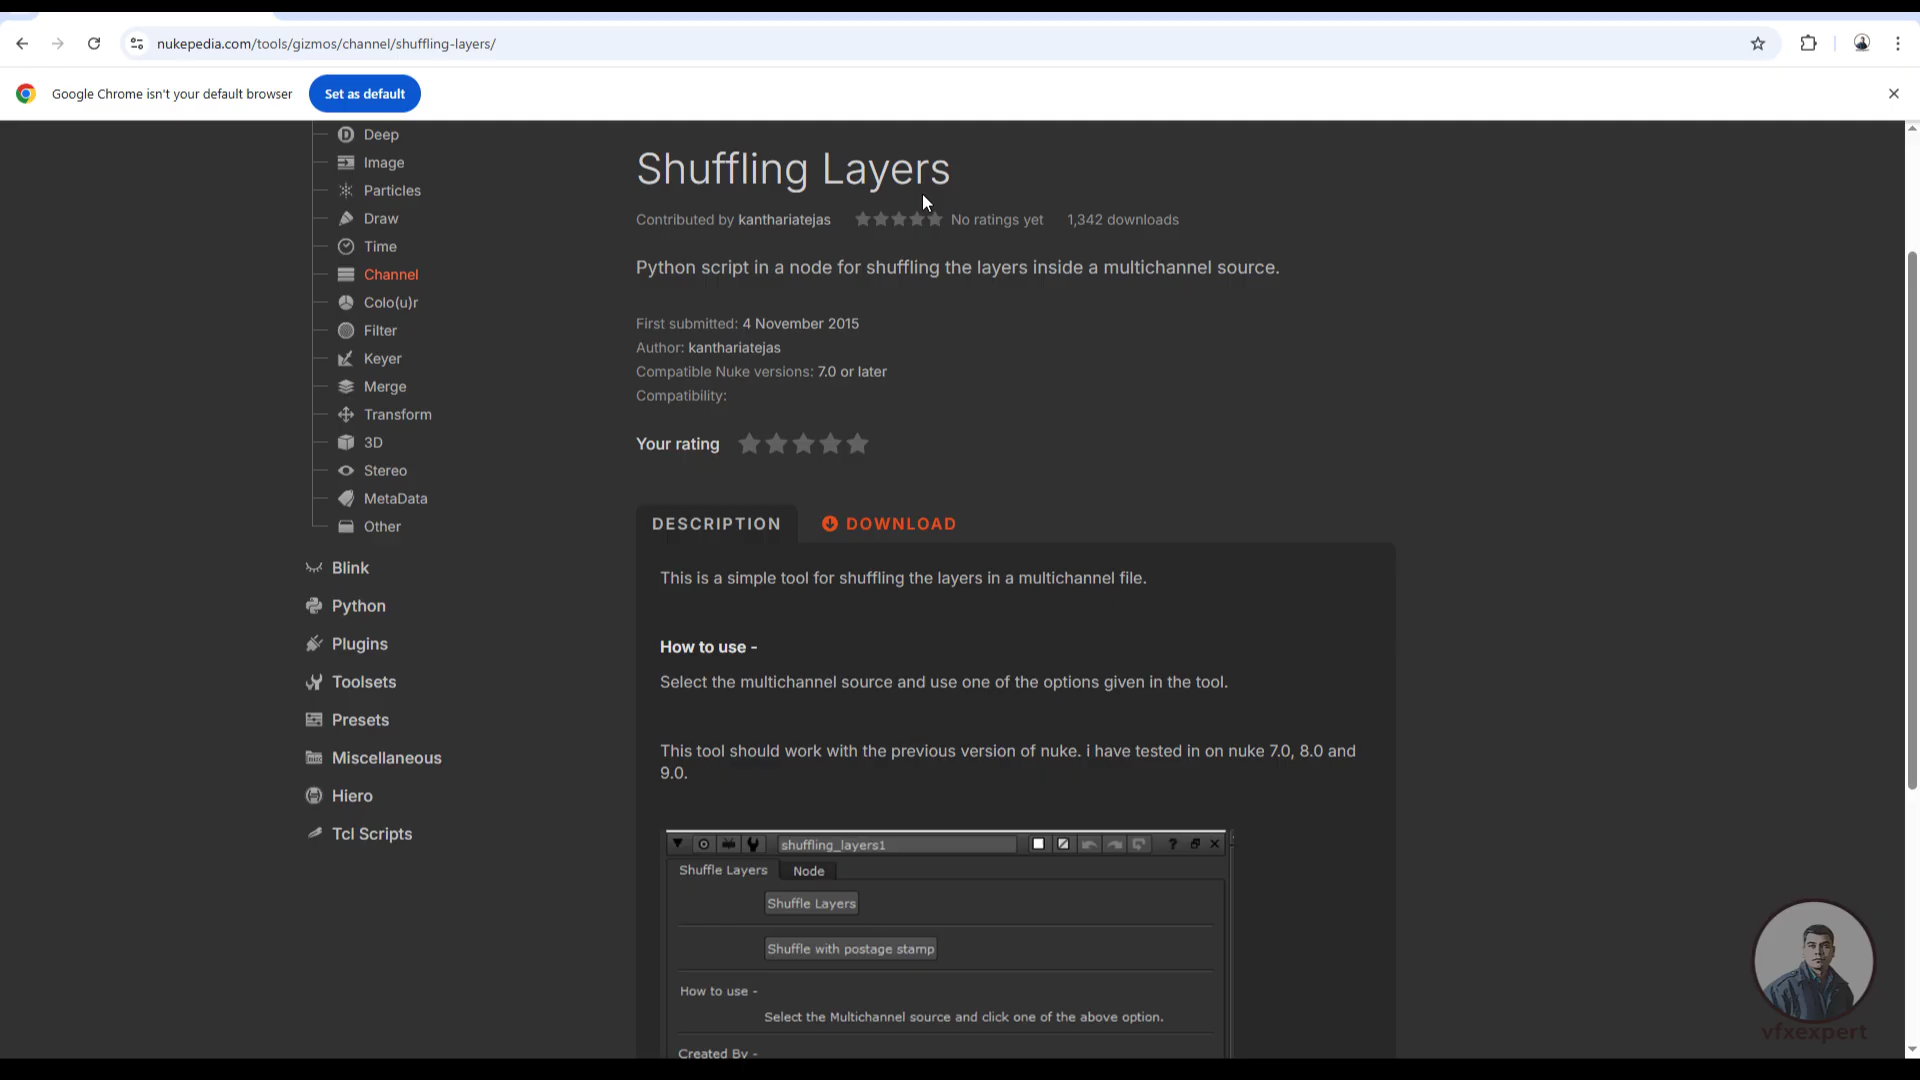 nukepedia.com/tools/gizmos/channel/shuffling-layers/
Google Chrome isn't your default browser
Set as default
Deep
Image
Particles
Draw
Time
Channel
Colo(u)r
Filter
Keyer
Merge
Transform
3D
Stereo
MetaData
Other
Blink
Python
Plugins
Toolsets
Presets
Miscellaneous
Hiero
Tcl Scripts
Shuffling Layers
Contributed by kanthariatejas No ratings yet 1,342 downloads
Python script in a node for shuffling the layers inside a multichannel source.
First submitted: 4 November 2015
Author: kanthariatejas
Compatible Nuke versions: 7.0 or later
Compatibility:
Your rating
DESCRIPTION DOWNLOAD
This is a simple tool for shuffling the layers in a multichannel file.
How to use -
Select the multichannel source and use one of the options given in the tool.
This tool should work with the previous version of nuke. i have tested in on nuke 7.0, 8.0 and
9.0.
shuffling_layers1
Shuffle Layers Node
Shuffle Layers
Shuffle with postage stamp
How to use -
Select the Multichannel source and click one of the above option.
Created By -
vfxexpert